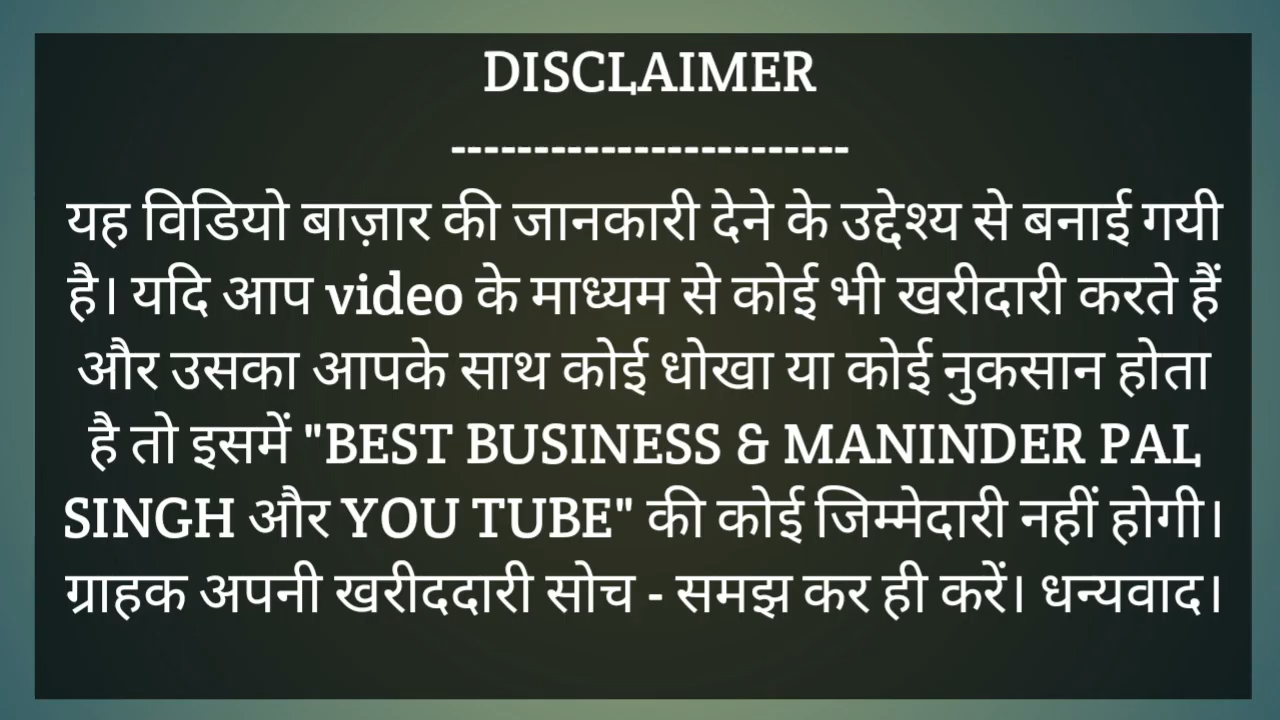 DISCLAIMER
------------------------
यह विडियो बाज़ार की जानकारी देने के उद्देश्य से बनाई गयी
है। यदि आप video के माध्यम से कोई भी खरीदारी करते हैं
और उसका आपके साथ कोई धोखा या कोई नुकसान होता
है तो इसमें "BEST BUSINESS & MANINDER PAL
SINGH और YOU TUBE" की कोई जिम्मेदारी नहीं होगी।
ग्राहक अपनी खरीददारी सोच - समझ कर ही करें। धन्यवाद।